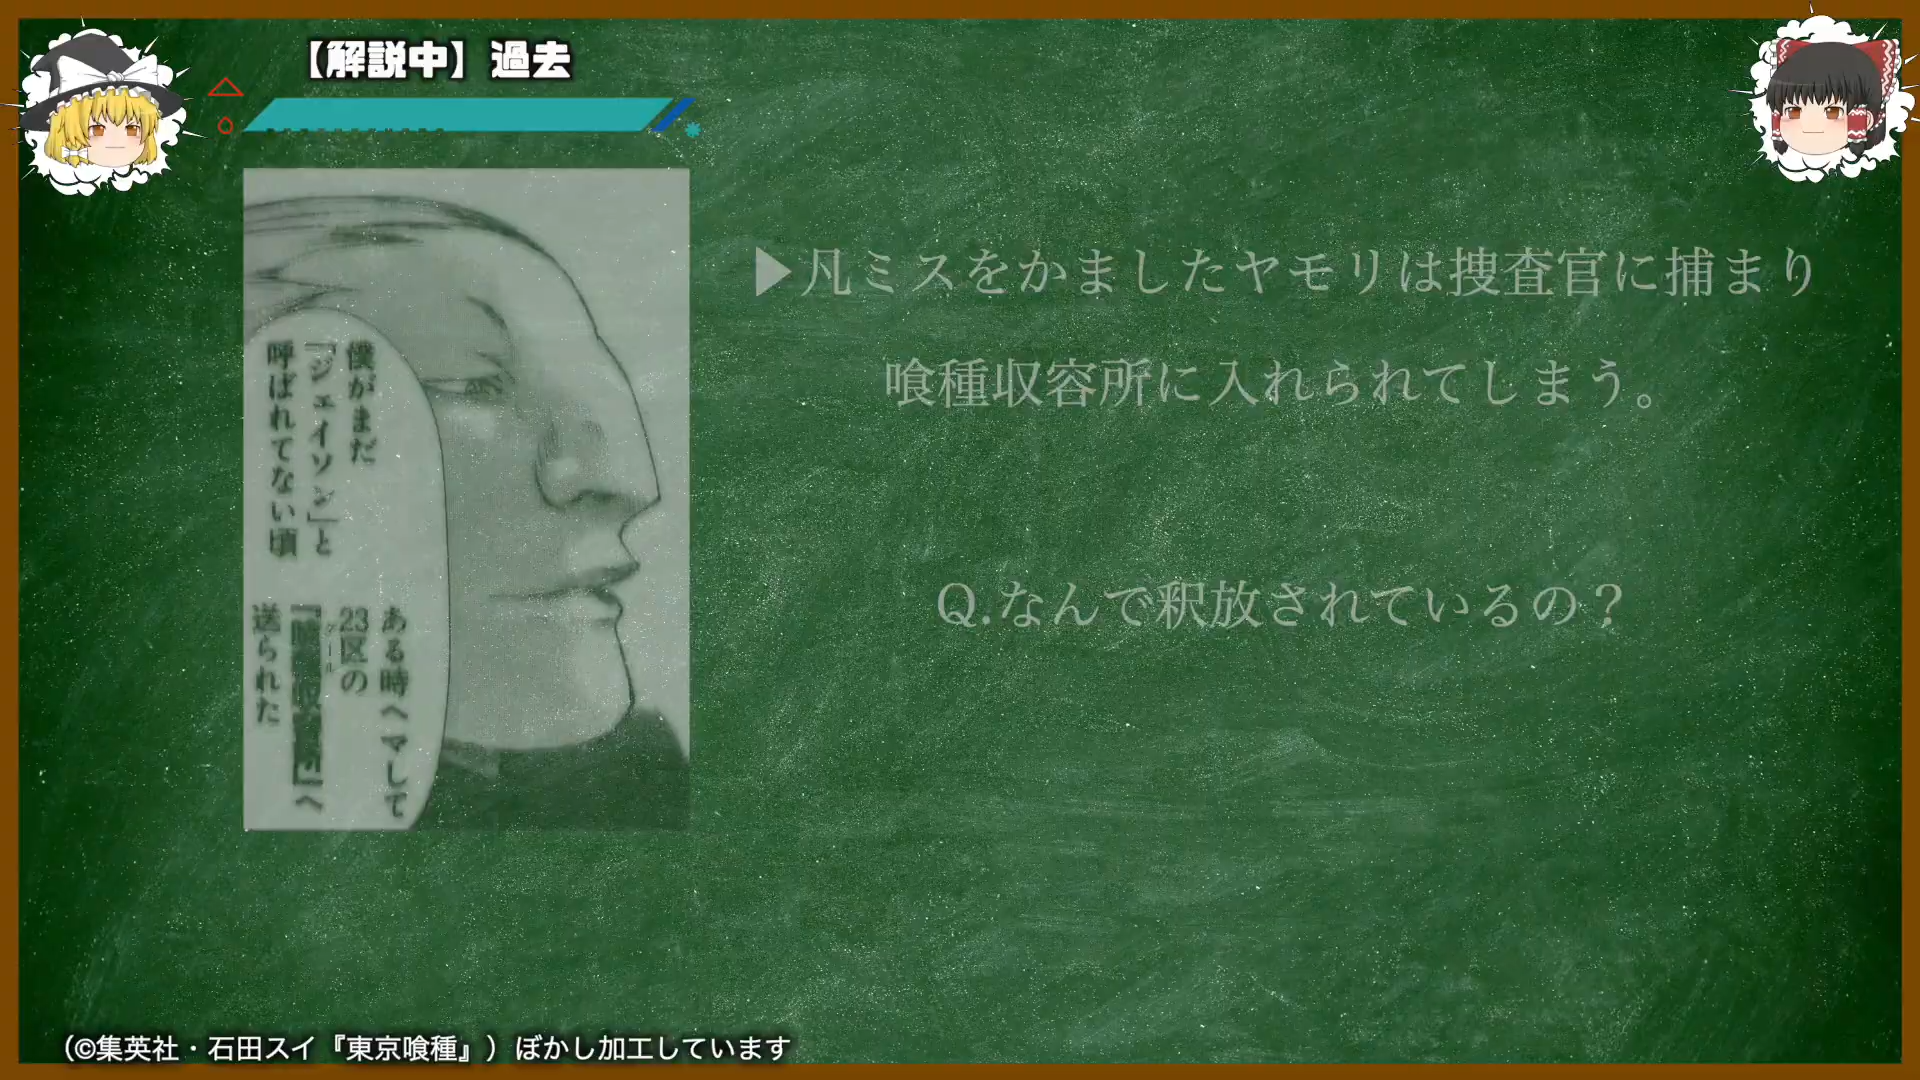 【解説中】過去
▶凡ミスをかましたヤモリは捜査官に捕まり
喰種収容所に入れられてしまう。
Q.なんで釈放されているの？
僕がまだ
「ジェイソン」と
呼ばれてない頃
ある時ヘマして
23区の
『喰種収容所』へ
送られた
（©集英社・石田スイ『東京喰種』）ぼかし加工しています